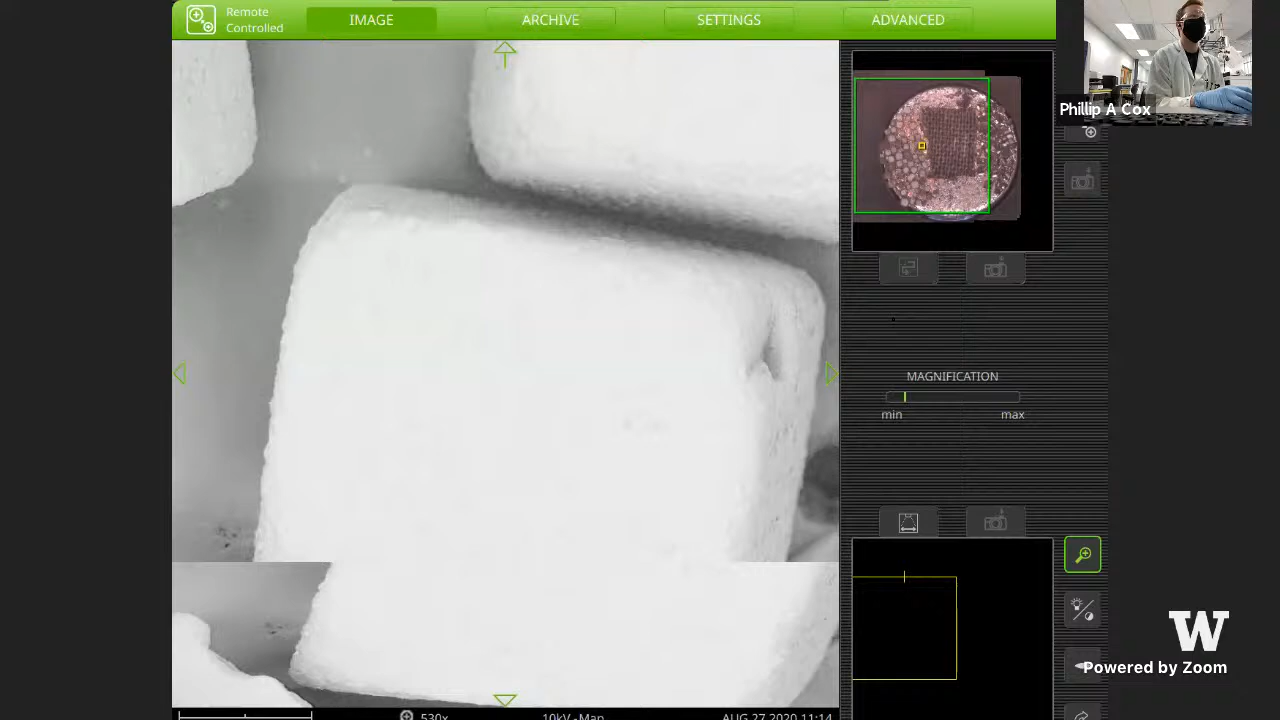 Remote
Controlled
IMAGE
ARCHIVE
SETTINGS
ADVANCED
Phillip A Cox
MAGNIFICATION
min
max
W
Powered by Zoom
530x
10kV - Map
AUG 27 2020 11:14